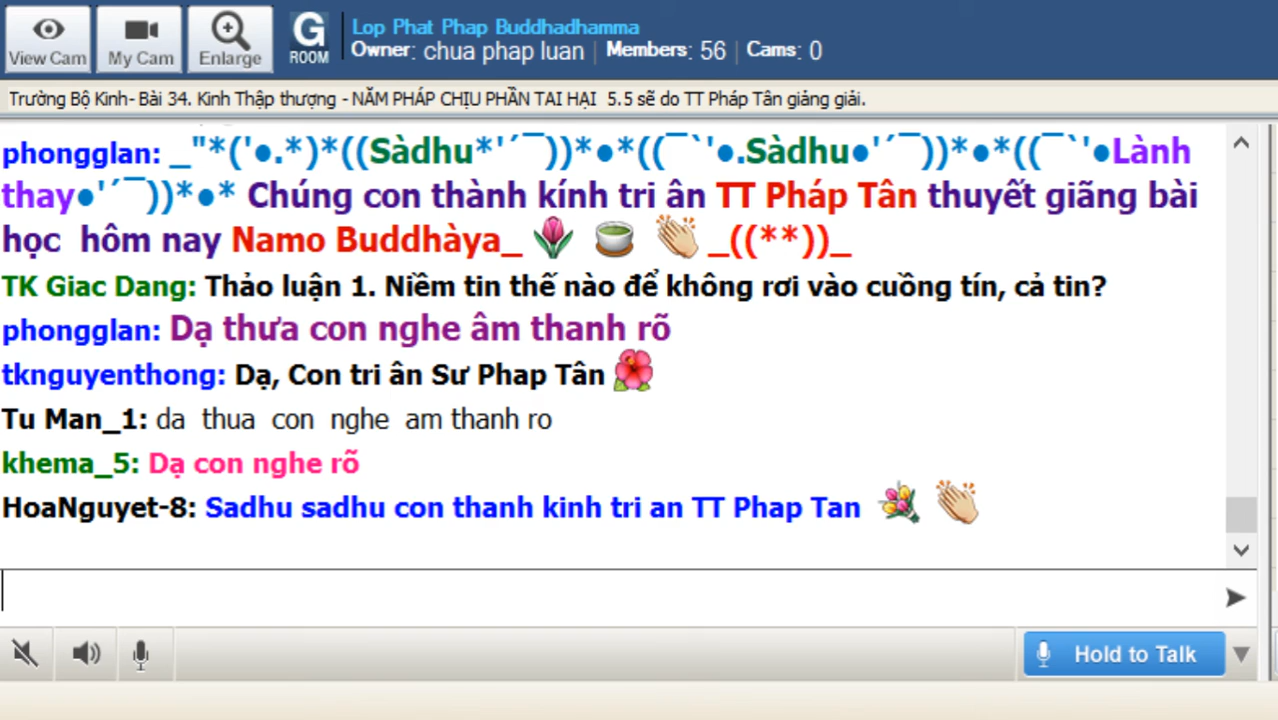 View Cam
My Cam
Enlarge
G
ROOM
Lop Phat Phap Buddhadhamma
Owner: chua phap luan | Members: 56 | Cams: 0
Trường Bộ Kinh- Bài 34. Kinh Thập thượng - NĂM PHÁP CHỊU PHẦN TAI HẠI 5.5 sẽ do TT Pháp Tân giảng giải.
phongglan: _"*('●.*)*((Sàdhu*'´¯))*●*((¯`'●.Sàdhu●'´¯))*●*((¯`'●Lành
thay●'´¯))*●* Chúng con thành kính tri ân TT Pháp Tân thuyết giãng bài
học hôm nay Namo Buddhàya_ _((**))_
TK Giac Dang: Thảo luận 1. Niềm tin thế nào để không rơi vào cuồng tín, cả tin?
phongglan: Dạ thưa con nghe âm thanh rõ
tknguyenthong: Dạ, Con tri ân Sư Phap Tân
Tu Man_1: da thua con nghe am thanh ro
khema_5: Dạ con nghe rõ
HoaNguyet-8: Sadhu sadhu con thanh kinh tri an TT Phap Tan
Hold to Talk